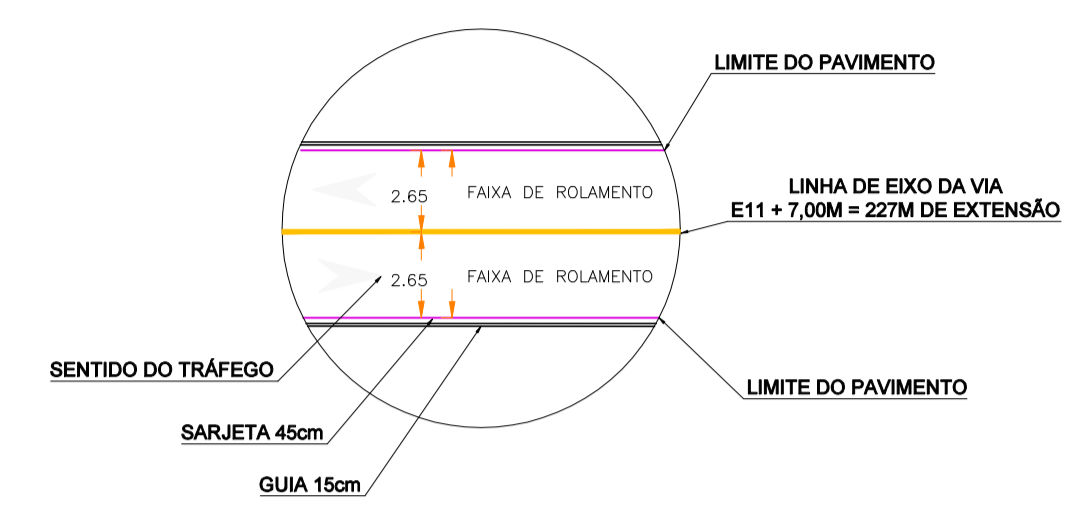 LIMITE DO PAVIMENTO
2.65
FAIXA DE ROLAMENTO
LINHA DE EIXO DA VIA
E11 + 7,00M = 227M DE EXTENSÃO
2.65
FAIXA DE ROLAMENTO
SENTIDO DO TRÁFEGO
LIMITE DO PAVIMENTO
SARJETA 45cm
GUIA 15cm